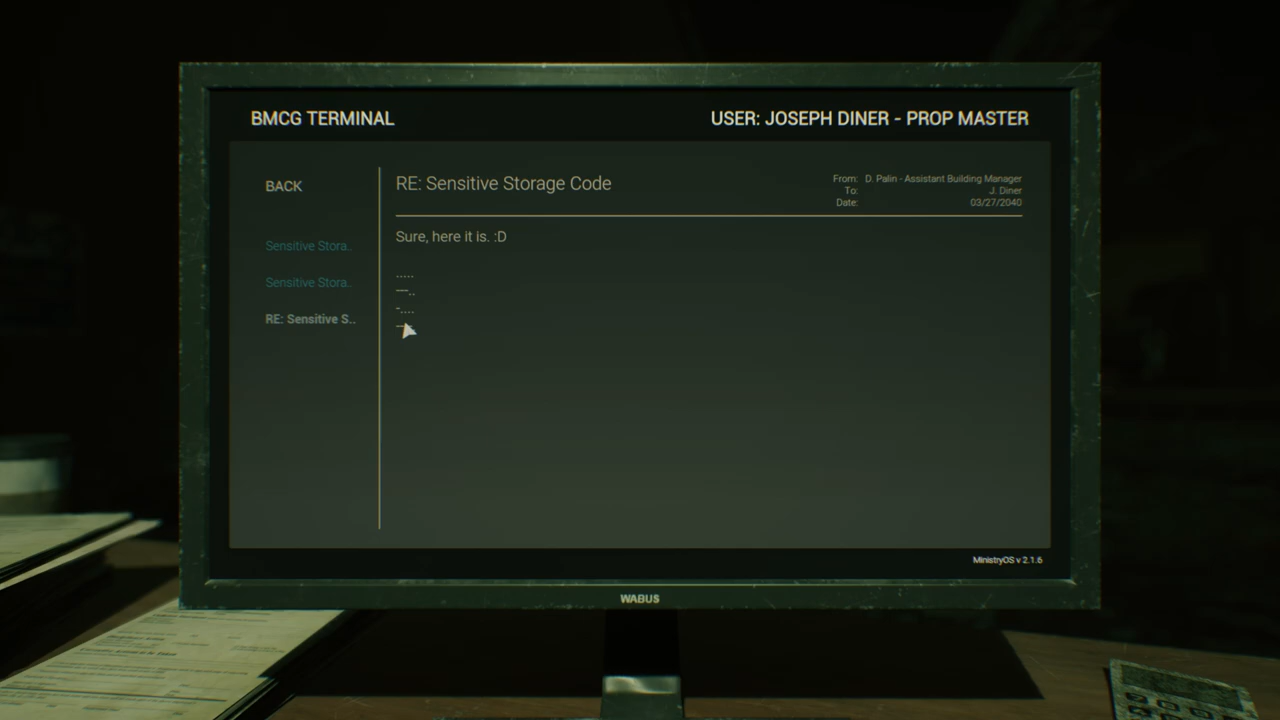 BMCG TERMINAL
USER: JOSEPH DINER - PROP MASTER
BACK
Sensitive Stora..
Sensitive Stora..
RE: Sensitive S..
RE: Sensitive Storage Code
From: D. Palin - Assistant Building Manager
To: J. Diner
Date: 03/27/2040
Sure, here it is. :D
.....
---..
-....
MinistryOS v 2.1.6
WABUS